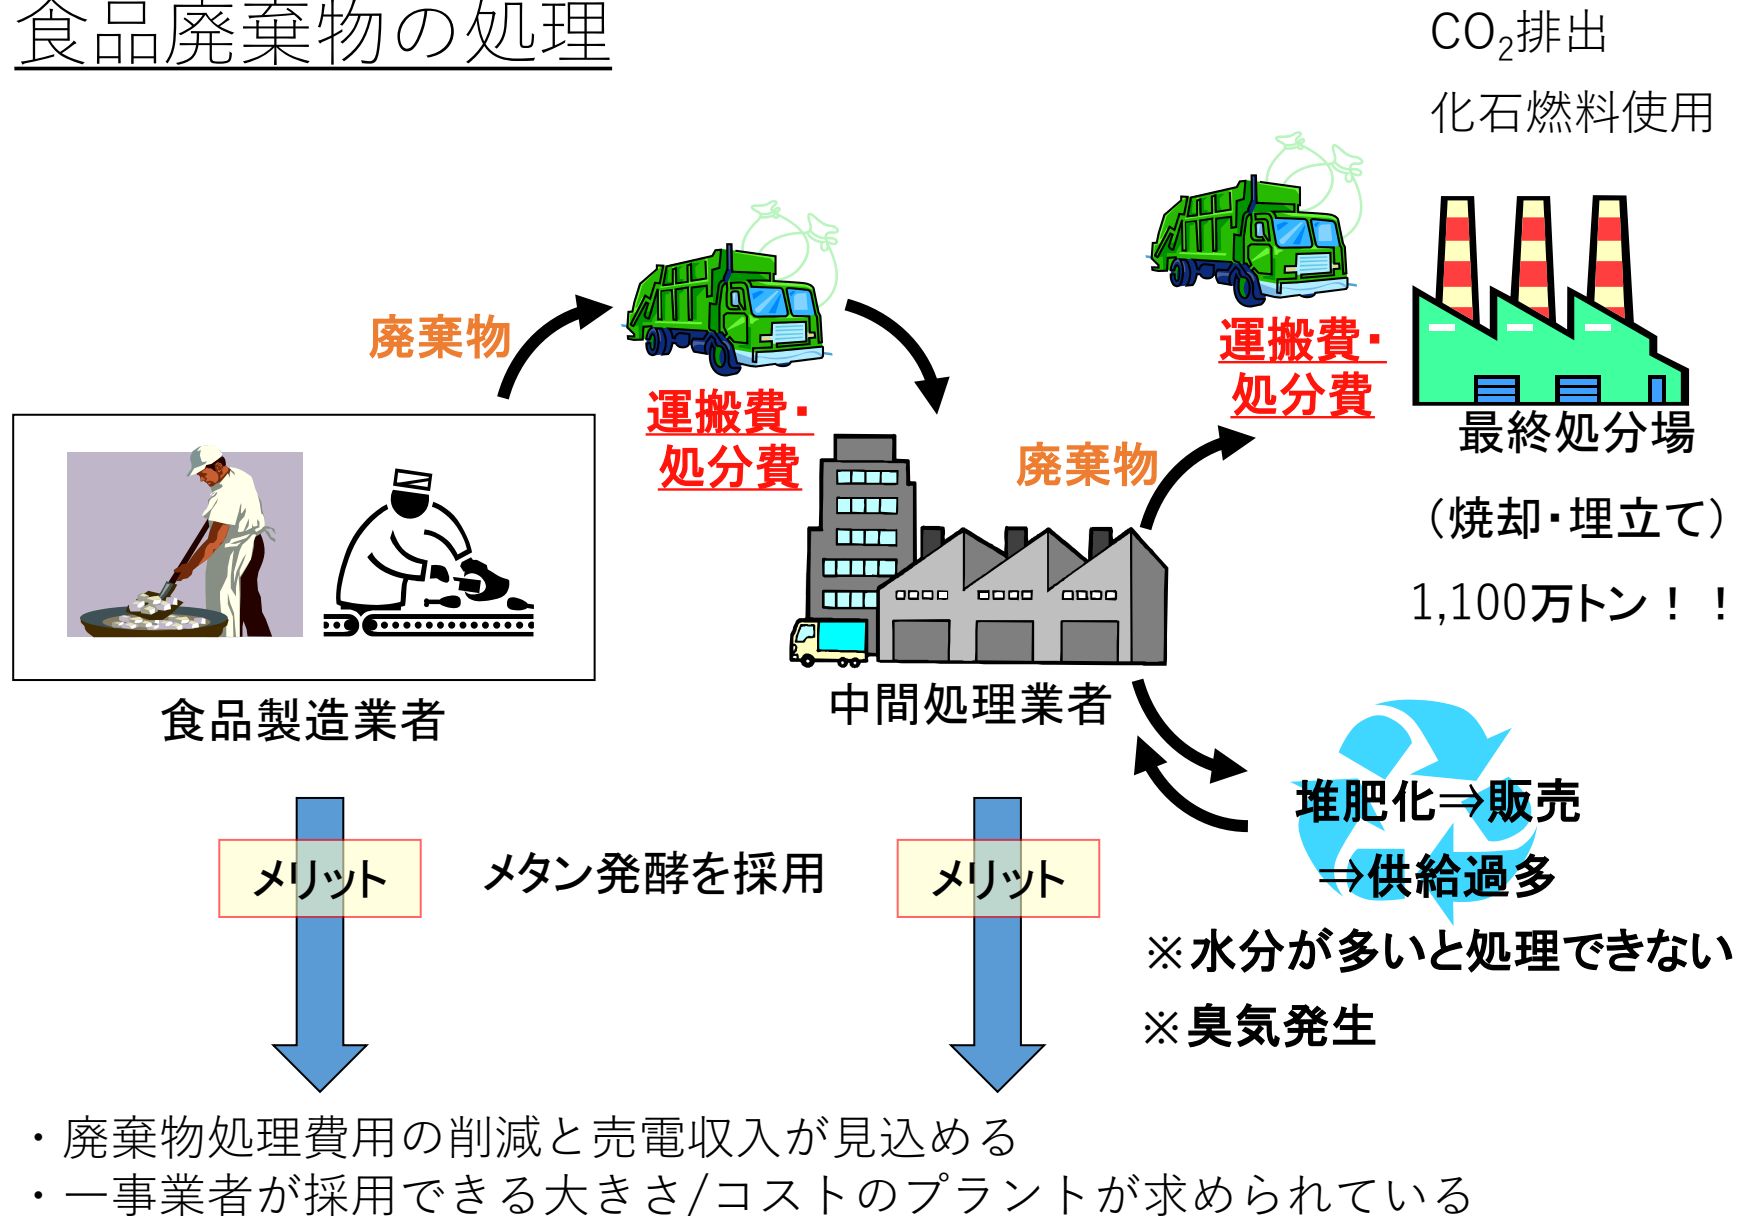 食品廃棄物の処理
CO₂排出
化石燃料使用
廃棄物
運搬費・
処分費
運搬費・
処分費
廃棄物
最終処分場
（焼却・埋立て）
1,100万トン！！
食品製造業者
中間処理業者
堆肥化⇒販売
⇒供給過多
※水分が多いと処理できない
※臭気発生
メリット
メタン発酵を採用
メリット
・廃棄物処理費用の削減と売電収入が見込める
・一事業者が採用できる大きさ/コストのプラントが求められている